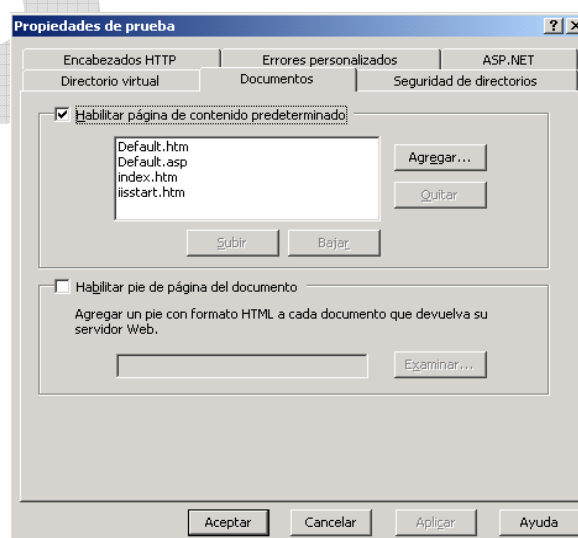 Propiedades de prueba
Encabezados HTTP
Errores personalizados
ASP.NET
Directorio virtual
Documentos
Seguridad de directorios
Habilitar página de contenido predeterminado
Default.htm
Default.asp
index.htm
iisstart.htm
Agregar...
Quitar
Subir
Bajar
Habilitar pie de página del documento
Agregar un pie con formato HTML a cada documento que devuelva su
servidor Web.
Examinar...
Aceptar
Cancelar
Aplicar
Ayuda